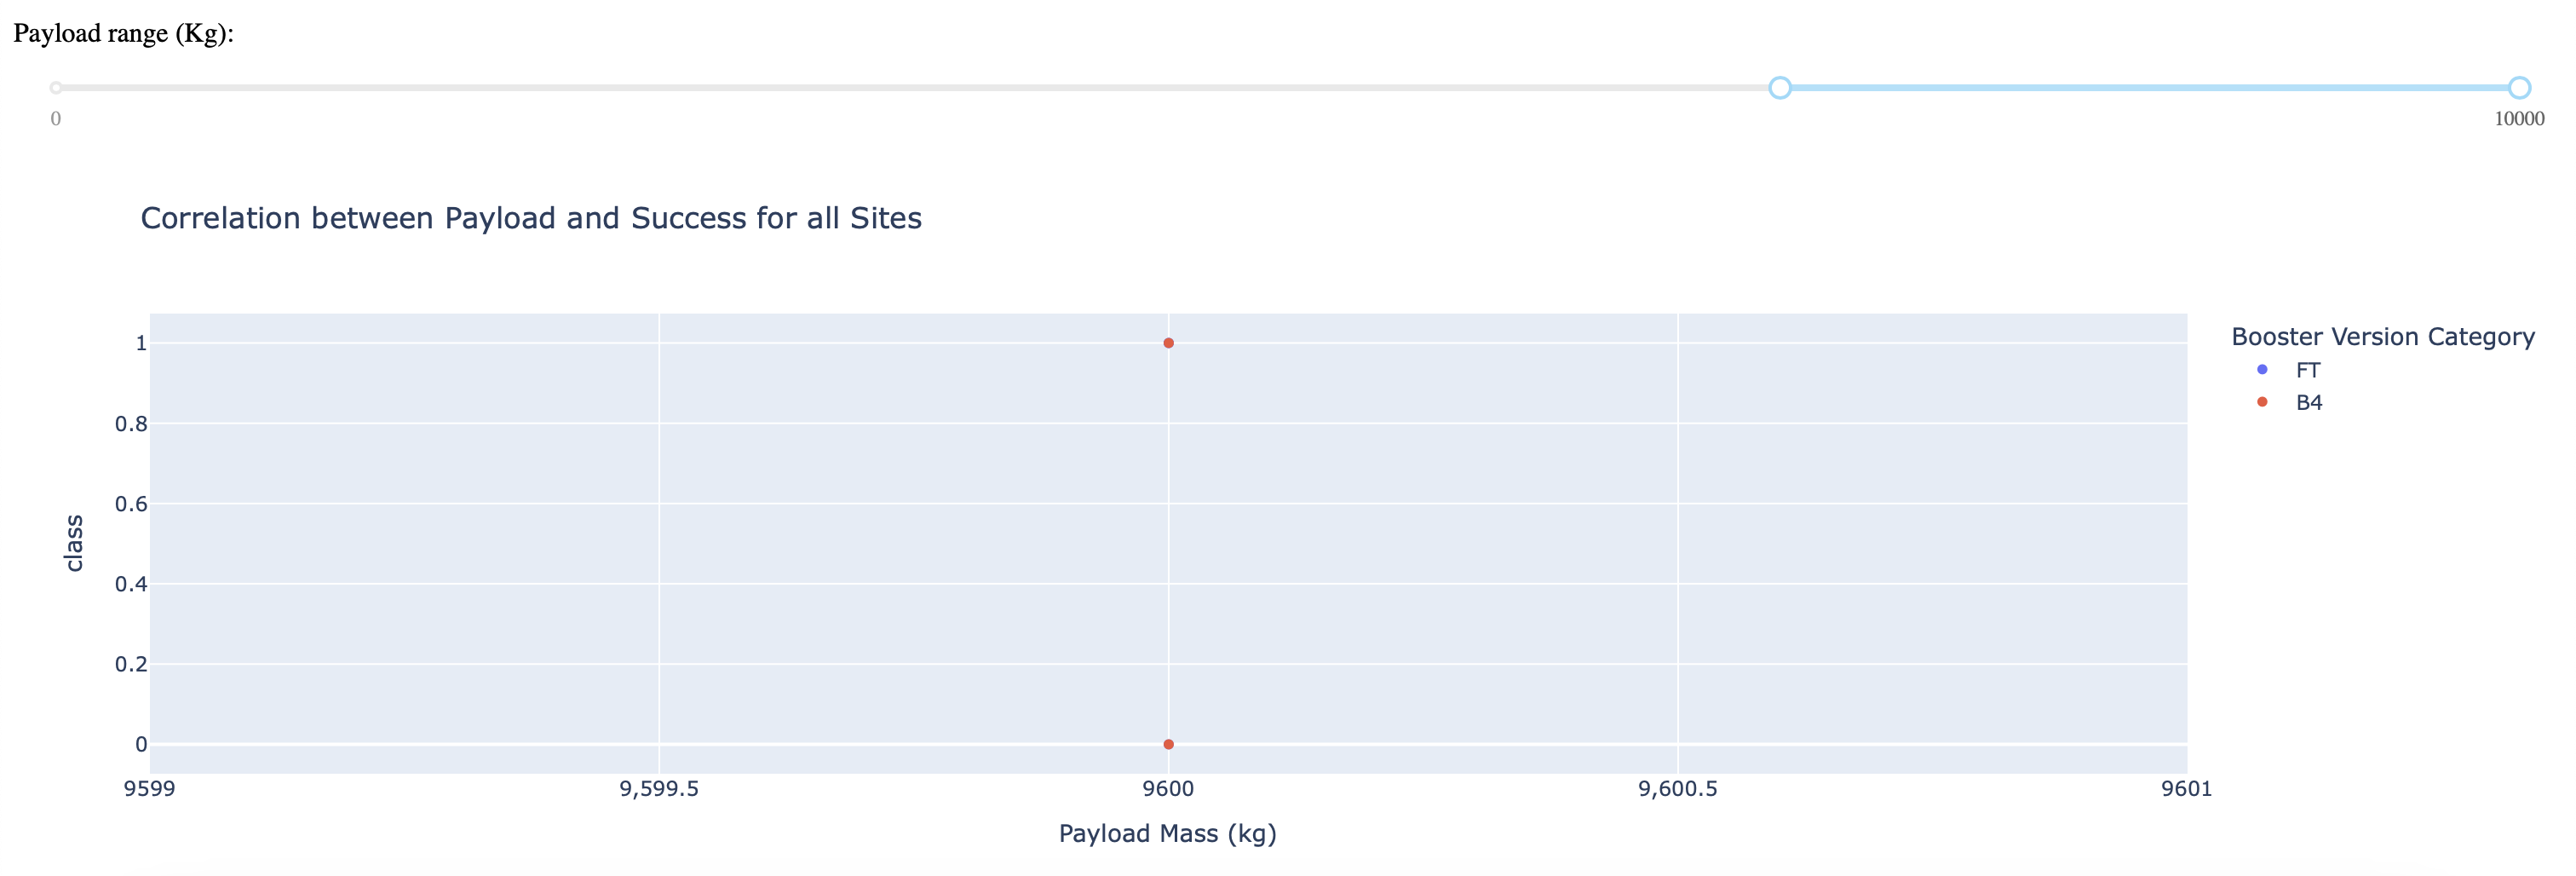 Payload range (Kg):
0 10000
Correlation between Payload and Success for all Sites
Booster Version Category
FT
B4
class
1
0.8
0.6
0.4
0.2
0
9599 9,599.5 9600 9,600.5 9601
Payload Mass (kg)